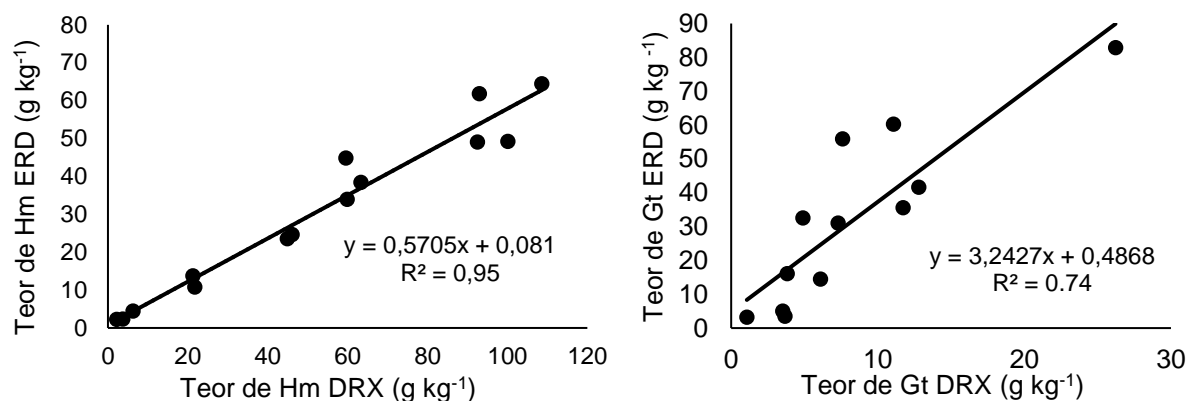 Teor de Hm ERD (g kg⁻¹)
80
70
60
50
40
30
20
10
0
y = 0,5705x + 0,081
R² = 0,95
0 20 40 60 80 100 120
Teor de Hm DRX (g kg⁻¹)
Teor de Gt ERD (g kg ⁻¹)
90
80
70
60
50
40
30
20
10
0
y = 3,2427x + 0,4868
R² = 0.74
0 10 20 30
Teor de Gt DRX (g kg⁻¹)